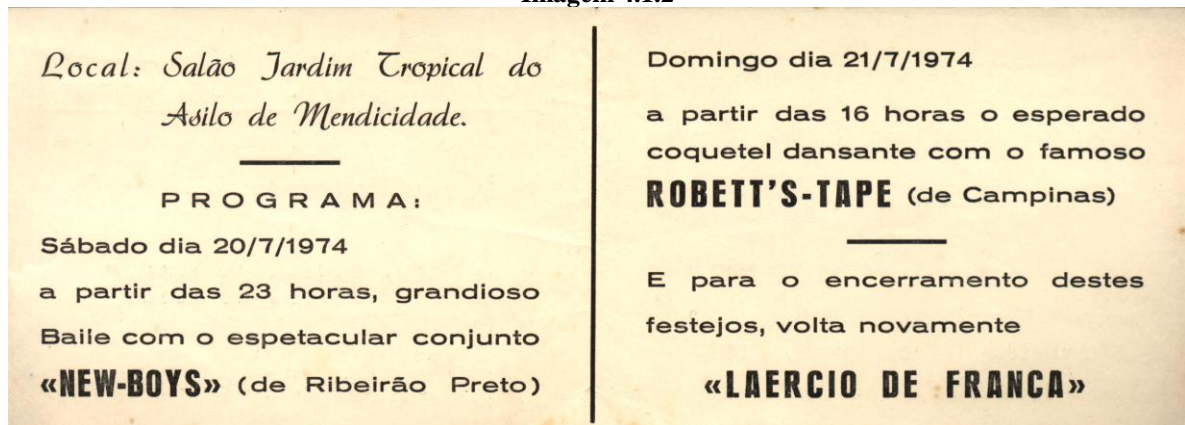 Imagem 4.1.2
Local: Salão Jardim Tropical do
Asilo de Mendicidade.
PROGRAMA:
Sábado dia 20/7/1974
a partir das 23 horas, grandioso
Baile com o espetacular conjunto
«NEW-BOYS» (de Ribeirão Preto)
Domingo dia 21/7/1974
a partir das 16 horas o esperado
coquetel dansante com o famoso
ROBETT'S-TAPE (de Campinas)
E para o encerramento destes
festejos, volta novamente
«LAERCIO DE FRANCA»